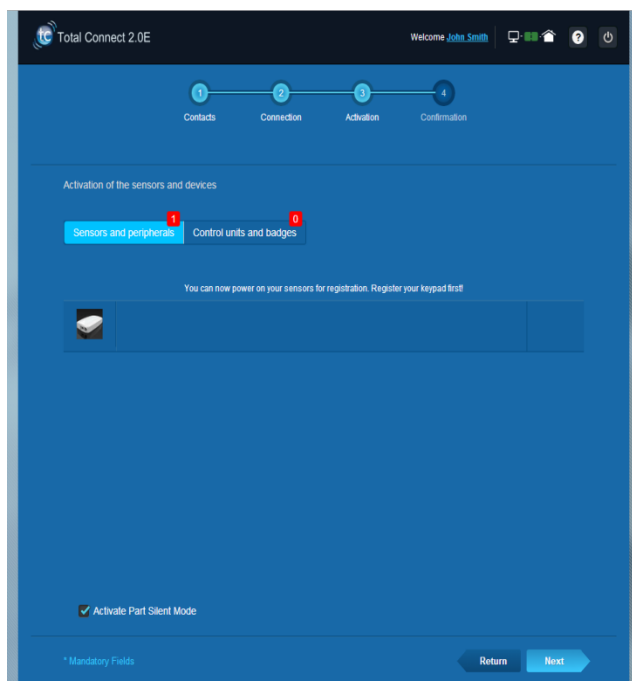 tc Total Connect 2.0E
Welcome John Smith
?
1 2 3 4
Contacts Connection Activation Confirmation
Activation of the sensors and devices
1 0
Sensors and peripherals Control units and badges
You can now power on your sensors for registration. Register your keypad first!
Activate Part Silent Mode
* Mandatory Fields Return Next